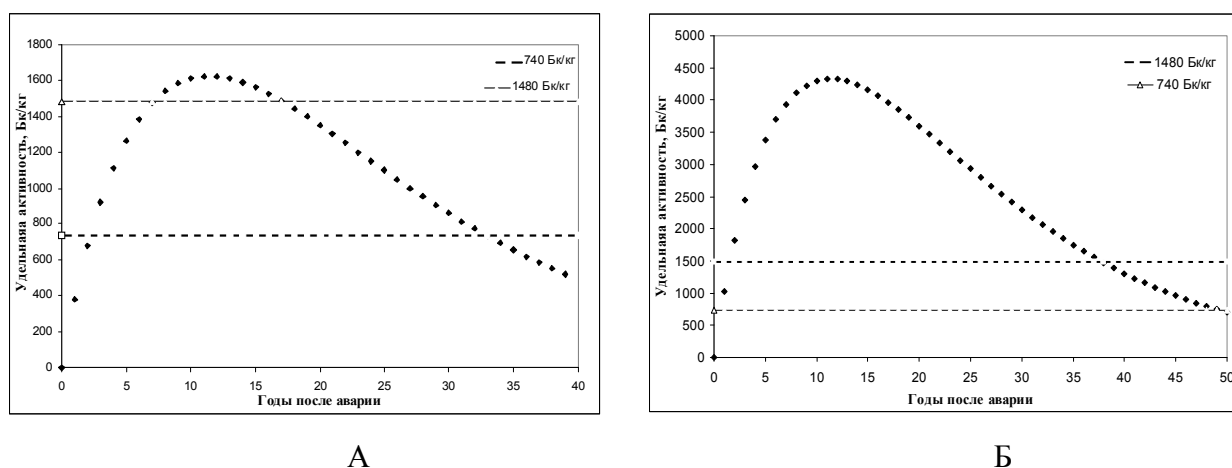 1800
1600
1400
1200
1000
800
600
400
200
0
Удельнаяа активность, Бк/кг
740 Бк/кг
1480 Бк/кг
0 5 10 15 20 25 30 35 40
Годы после аварии
А
5000
4500
4000
3500
3000
2500
2000
1500
1000
500
0
Удельнаяа активность, Бк/кг
1480 Бк/кг
740 Бк/кг
0 5 10 15 20 25 30 35 40 45 50
Годы после аварии
Б